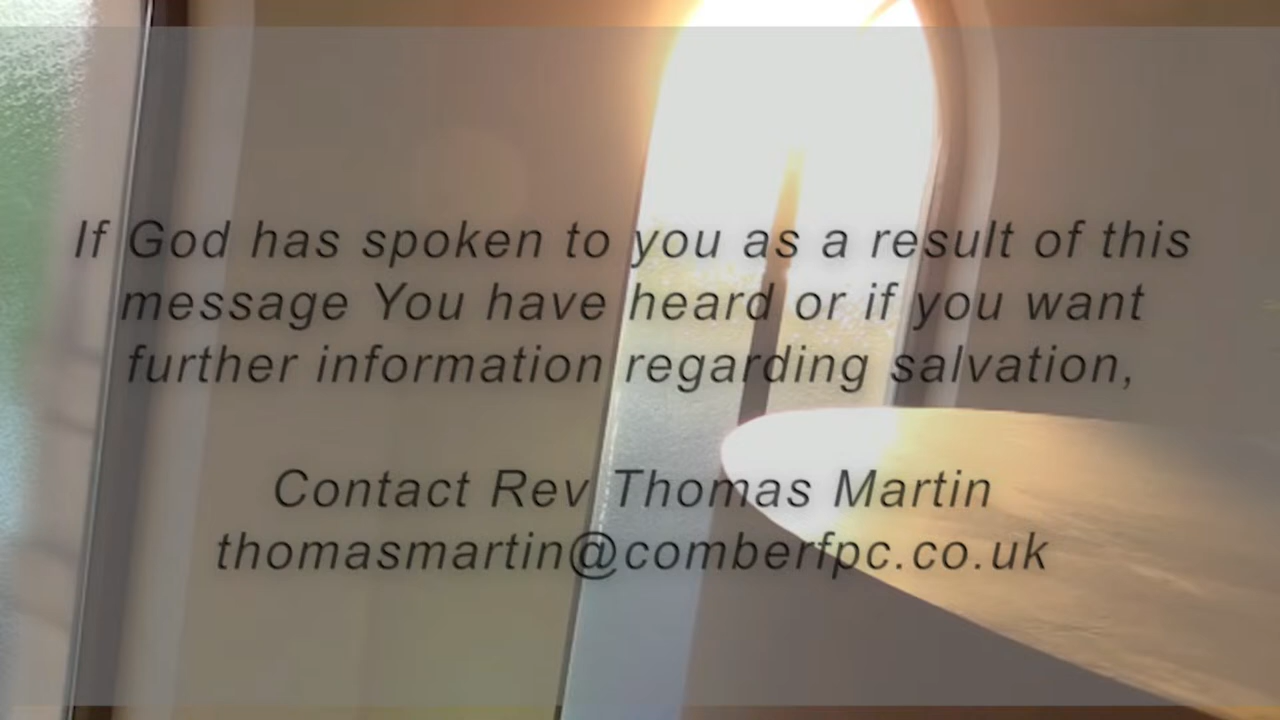 If God has spoken to you as a result of this
message You have heard or if you want
further information regarding salvation,
Contact Rev Thomas Martin
thomasmartin@comberfpc.co.uk